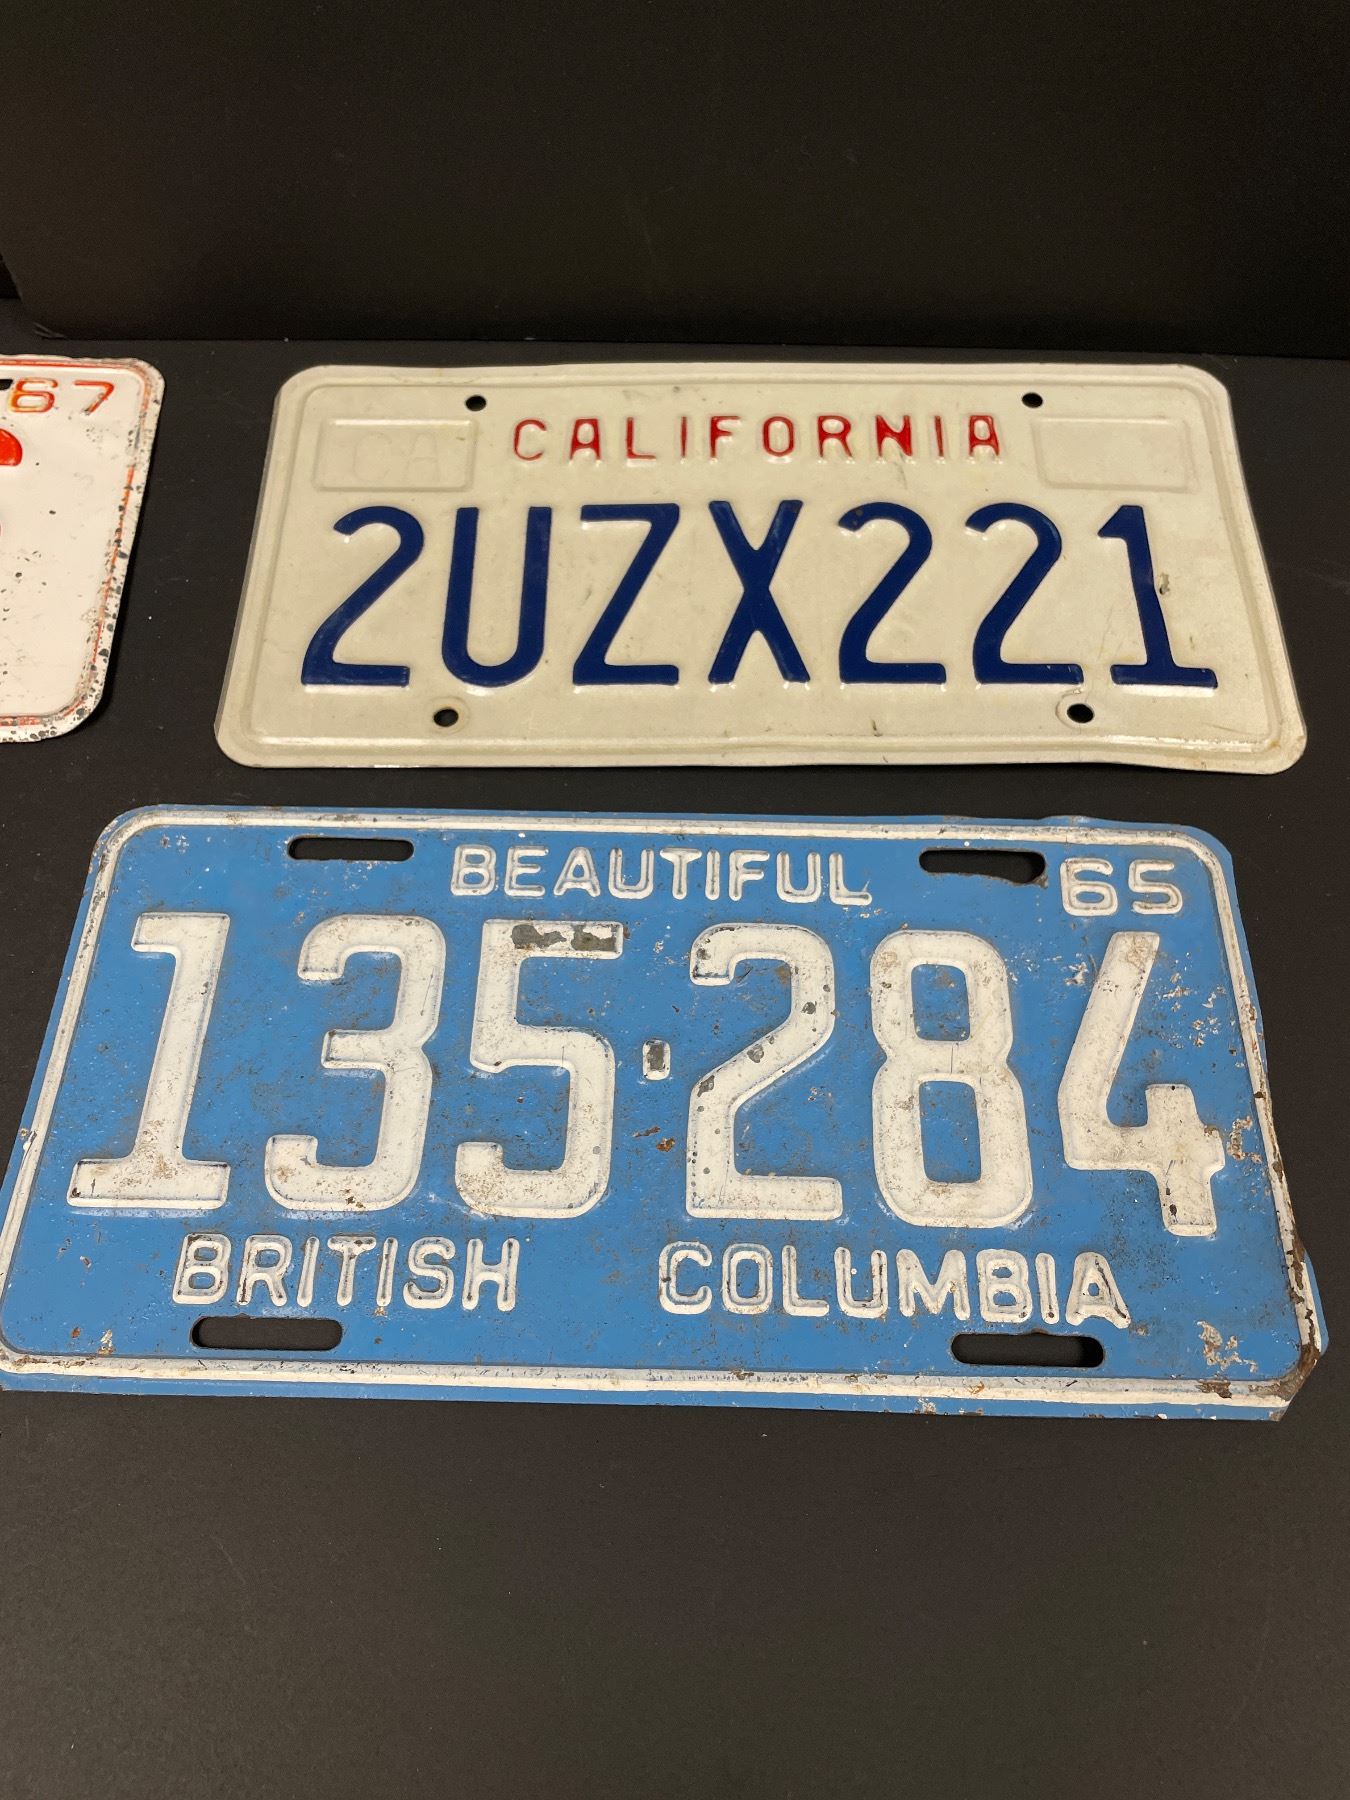 67
CALIFORNIA
CA
2UZX221
BEAUTIFUL 65
135·284
BRITISH COLUMBIA